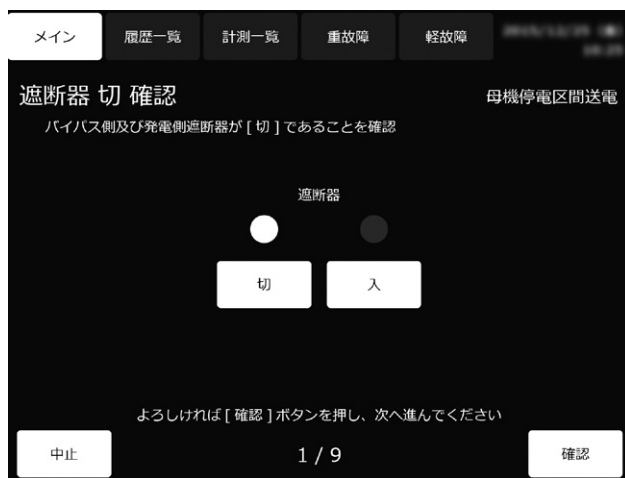 メイン 履歴一覧 計測一覧 重故障 軽故障
遮断器 切 確認
母機停電区間送電
バイパス側及び発電側遮断器が [ 切 ] であることを確認
遮断器
切 入
よろしければ [ 確認 ] ボタンを押し、次へ進んでください
中止 1 / 9 確認